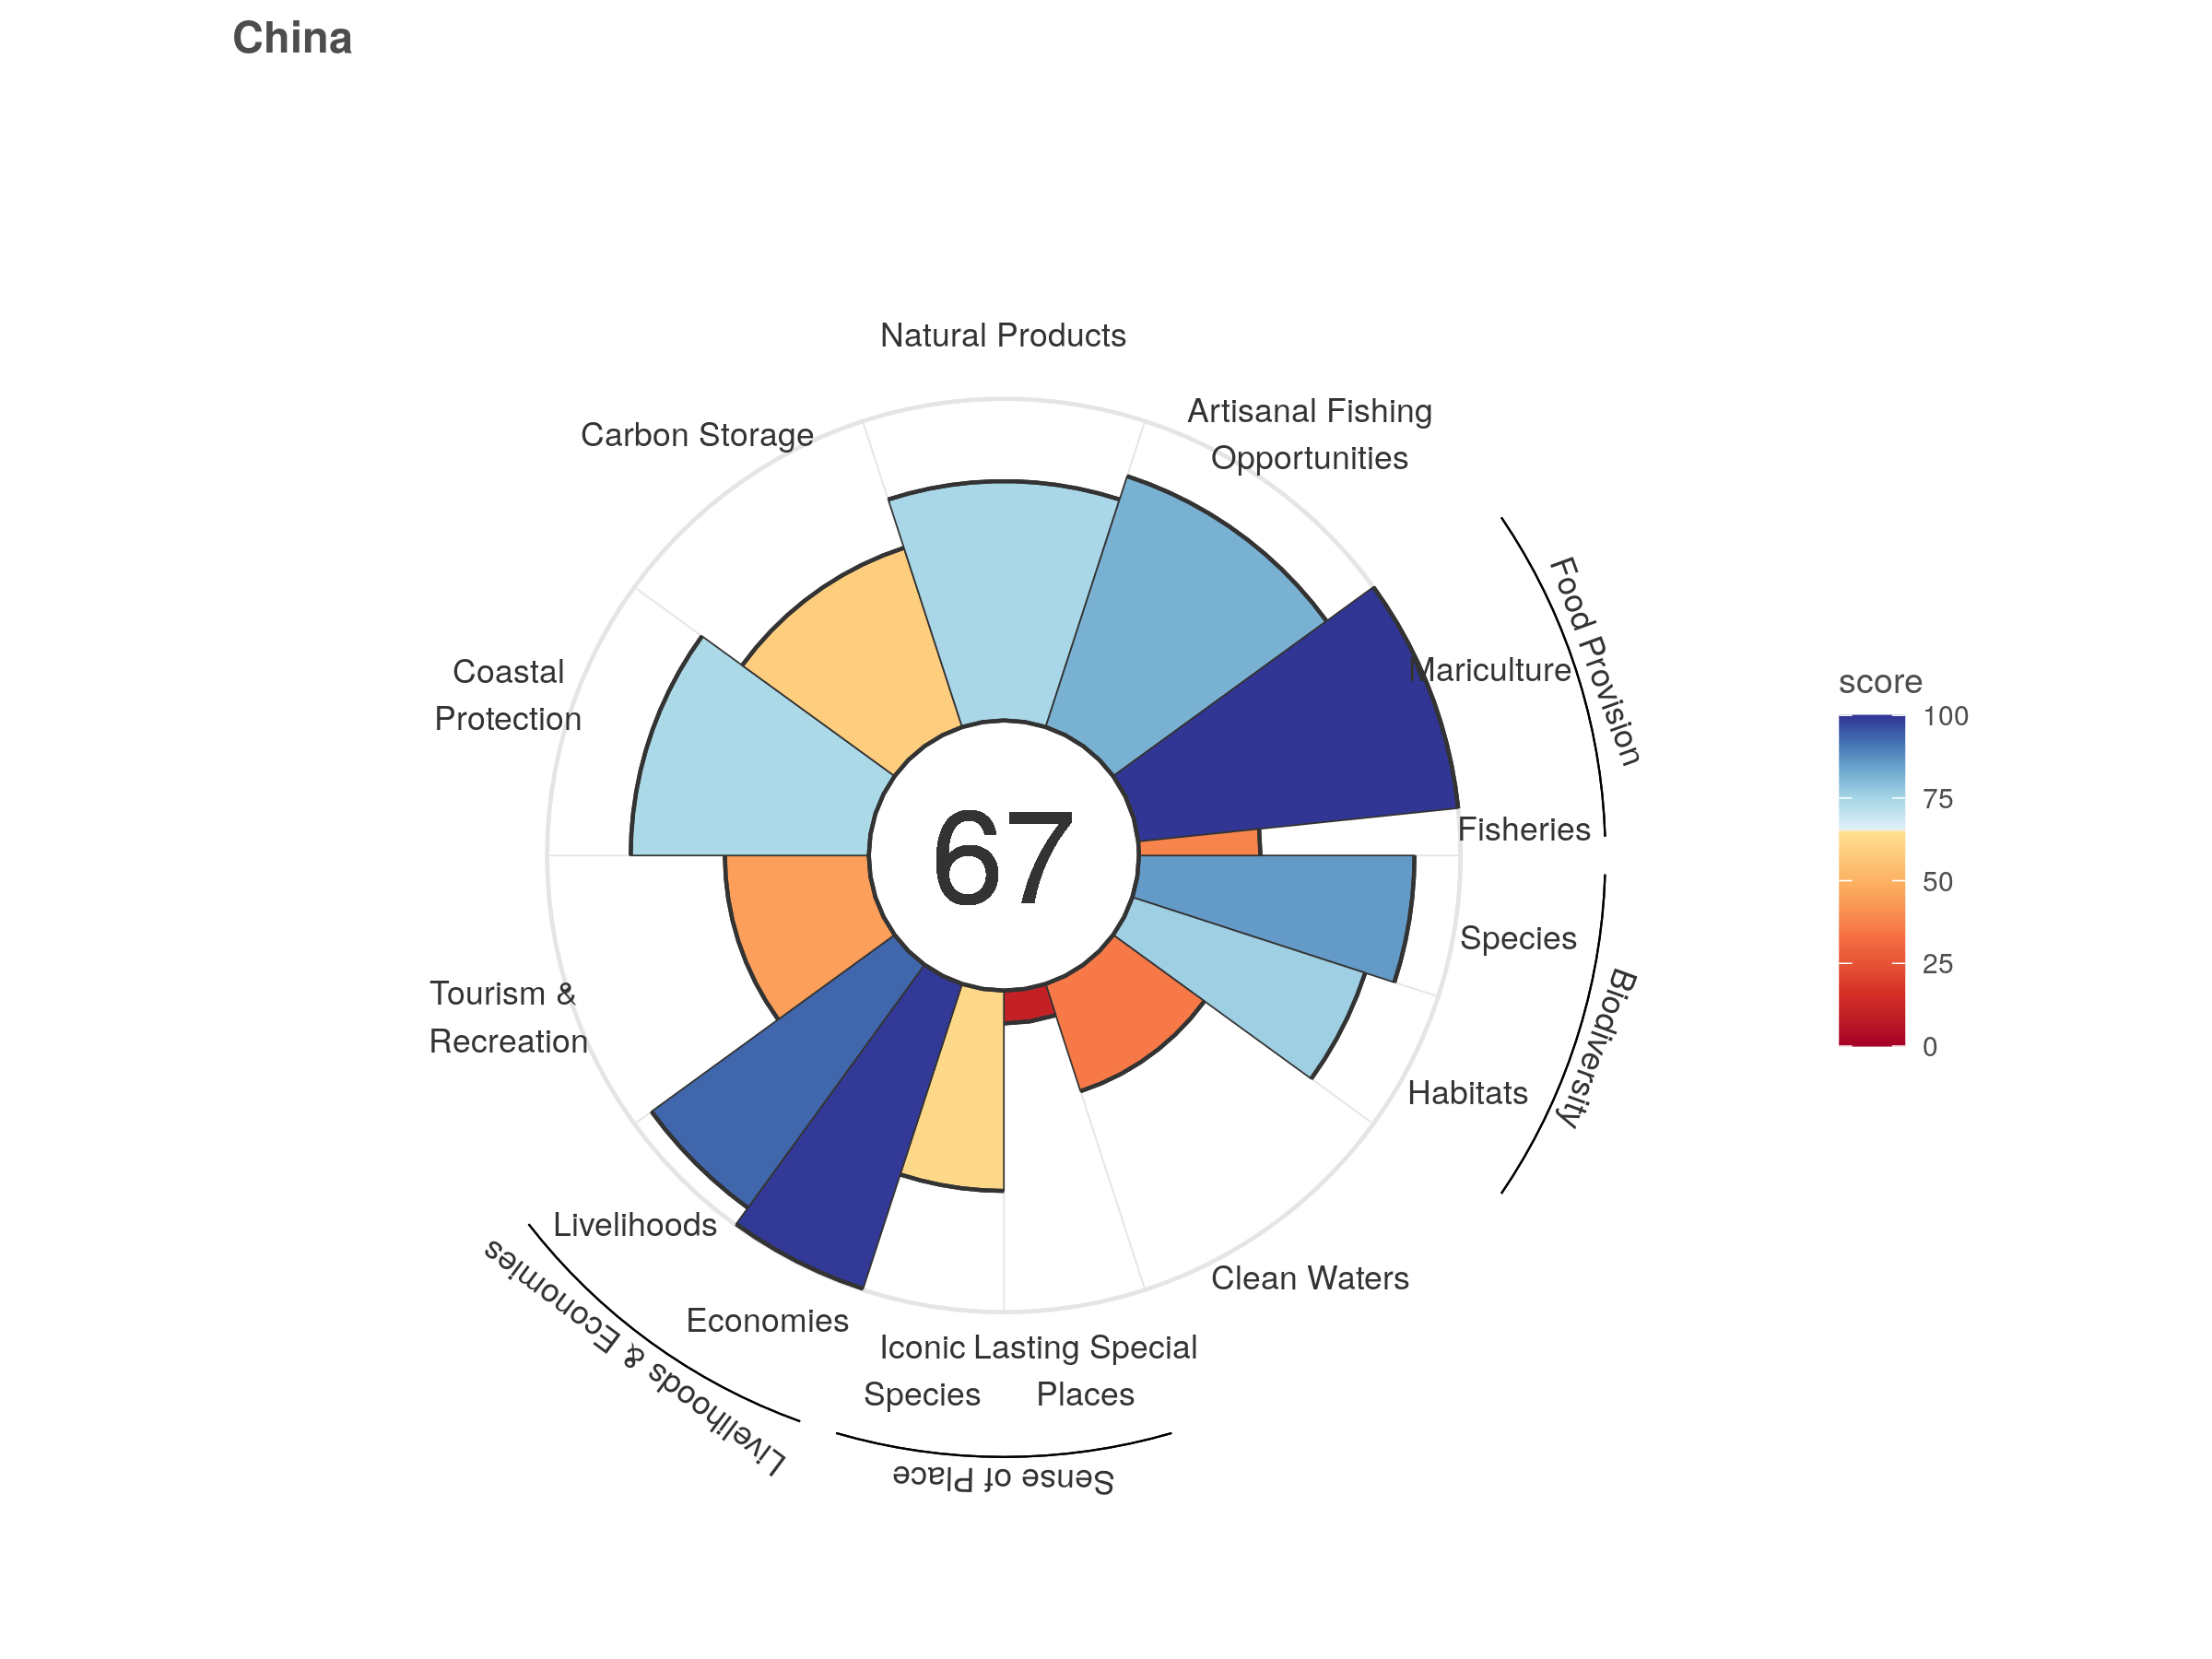 China
Natural Products
Artisanal Fishing
Opportunities
Carbon Storage
Food Provision
Mariculture
Coastal
Protection
Fisheries
67
Species
Biodiversity
Tourism &
Recreation
Habitats
Livelihoods
Clean Waters
Economies
Livelihoods & Economies
Iconic
Species
Lasting Special
Places
Sense of Place
score
100
75
50
25
0